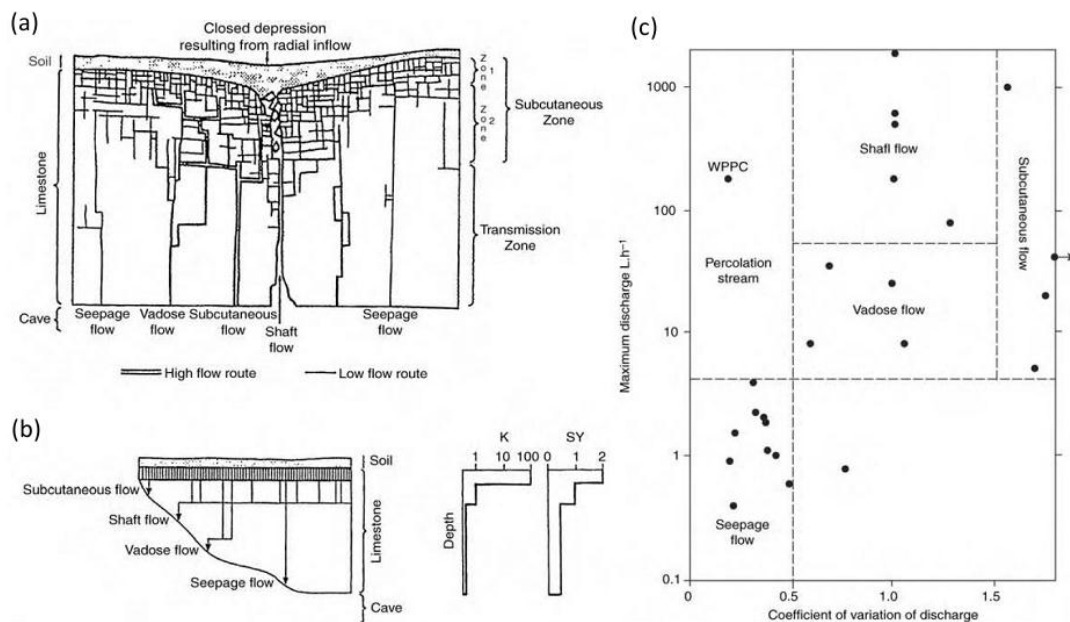 (a)
Closed depression
resulting from radial inflow
Soil
Limestone
Cave
Zone 1
Zone 2
Subcutaneous
Zone
Transmission
Zone
Seepage
flow
Vadose
flow
Subcutaneous
flow
Shaft
flow
Seepage
flow
High flow route
Low flow route
(b)
Soil
Subcutaneous flow
Shaft flow
Vadose flow
Seepage flow
Limestone
Cave
K
1 10 100
SY
0 1 2
Depth
(c)
Maximum discharge L.h⁻¹
1000
100
10
1
0.1
0 0.5 1.0 1.5
Coefficient of variation of discharge
WPPC
Percolation
stream
Shafl flow
Vadose flow
Subcutaneous flow
Seepage
flow